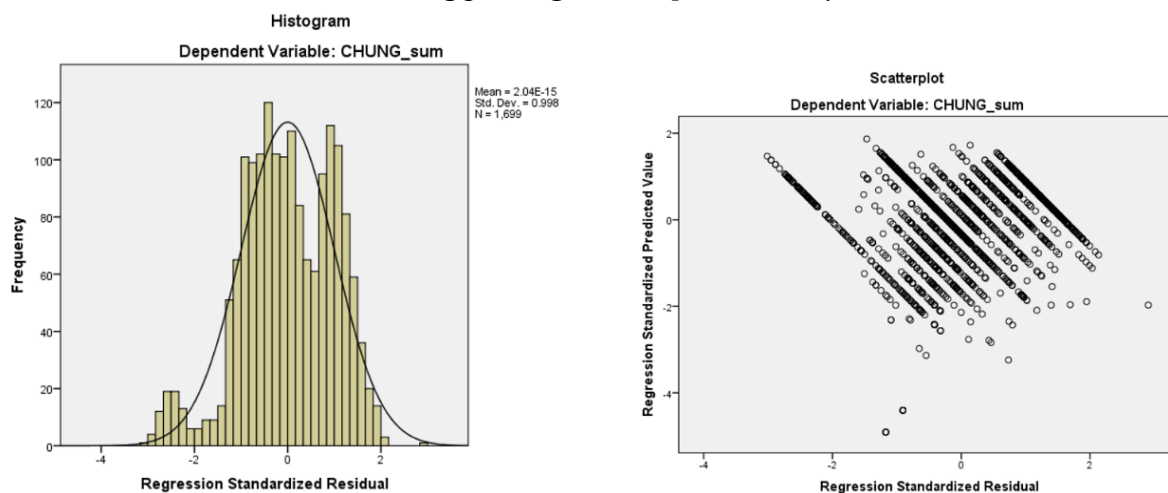 Histogram
Dependent Variable: CHUNG_sum
Mean = 2.04E-15
Std. Dev. = 0.998
N = 1,699
120
100
80
60
40
20
0
Frequency
-4 -2 0 2
Regression Standardized Residual
Scatterplot
Dependent Variable: CHUNG_sum
2
0
-2
-4
Regression Standardized Predicted Value
-4 -2 0 2
Regression Standardized Residual